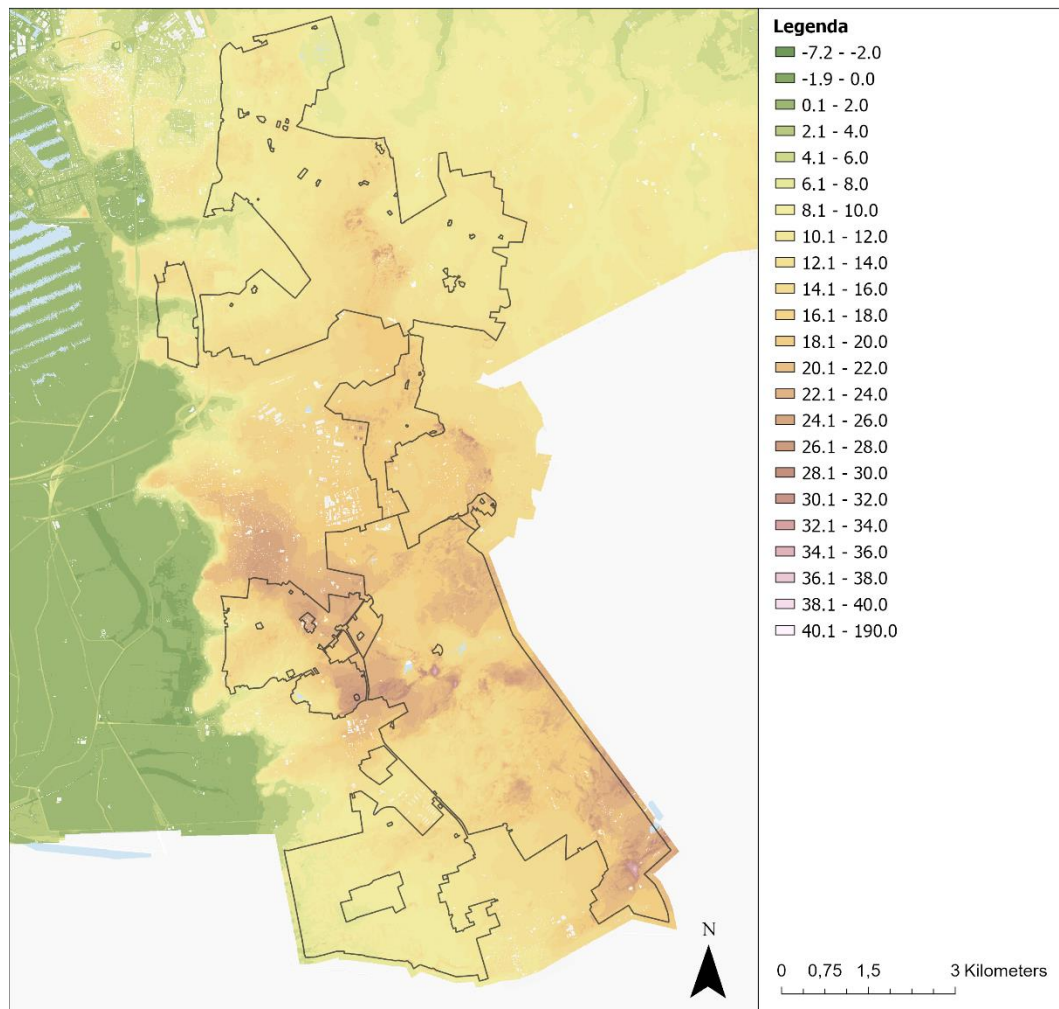 Legenda
-7.2 - -2.0
-1.9 - 0.0
0.1 - 2.0
2.1 - 4.0
4.1 - 6.0
6.1 - 8.0
8.1 - 10.0
10.1 - 12.0
12.1 - 14.0
14.1 - 16.0
16.1 - 18.0
18.1 - 20.0
20.1 - 22.0
22.1 - 24.0
24.1 - 26.0
26.1 - 28.0
28.1 - 30.0
30.1 - 32.0
32.1 - 34.0
34.1 - 36.0
36.1 - 38.0
38.1 - 40.0
40.1 - 190.0
N
0 0,75 1,5 3 Kilometers